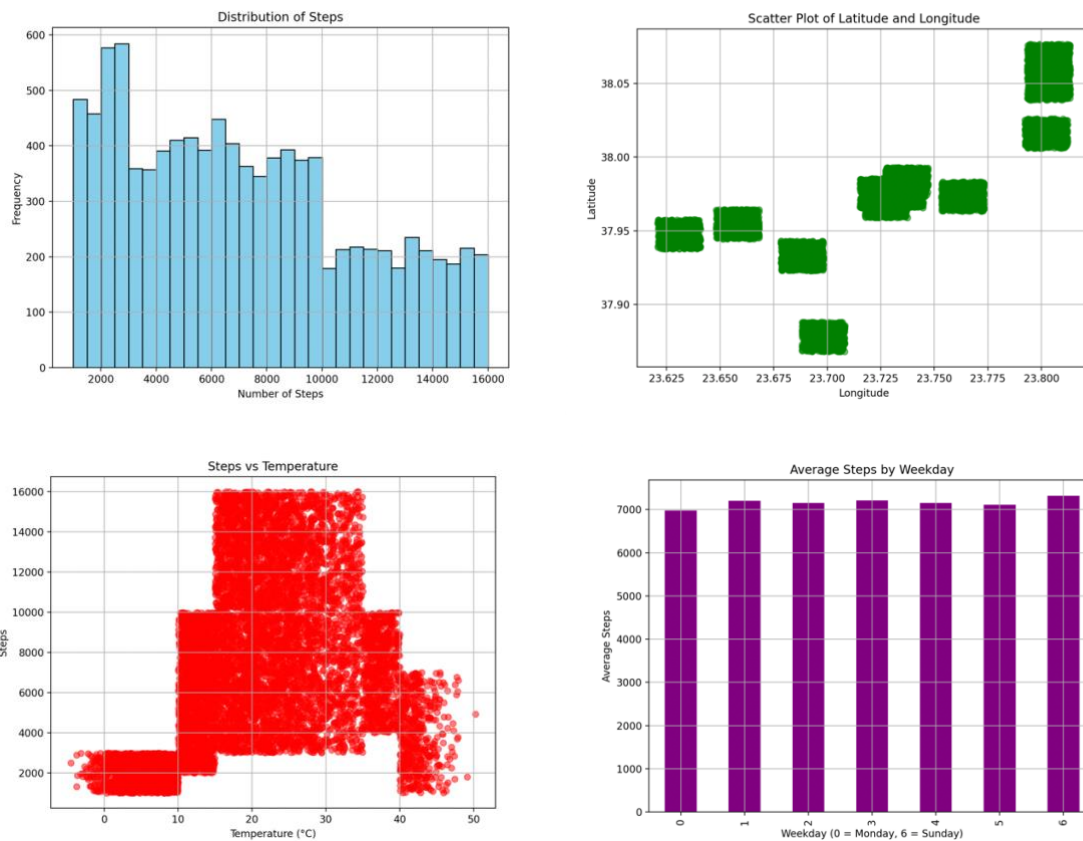 Distribution of Steps
600
500
400
300
200
100
0
Frequency
2000 4000 6000 8000 10000 12000 14000 16000
Number of Steps
Scatter Plot of Latitude and Longitude
38.05
38.00
37.95
37.90
Latitude
23.625 23.650 23.675 23.700 23.725 23.750 23.775 23.800
Longitude
Steps vs Temperature
16000
14000
12000
10000
8000
6000
4000
2000
Steps
0 10 20 30 40 50
Temperature (°C)
Average Steps by Weekday
7000
6000
5000
4000
3000
2000
1000
0
Average Steps
0 1 2 3 4 5 6
Weekday (0 = Monday, 6 = Sunday)